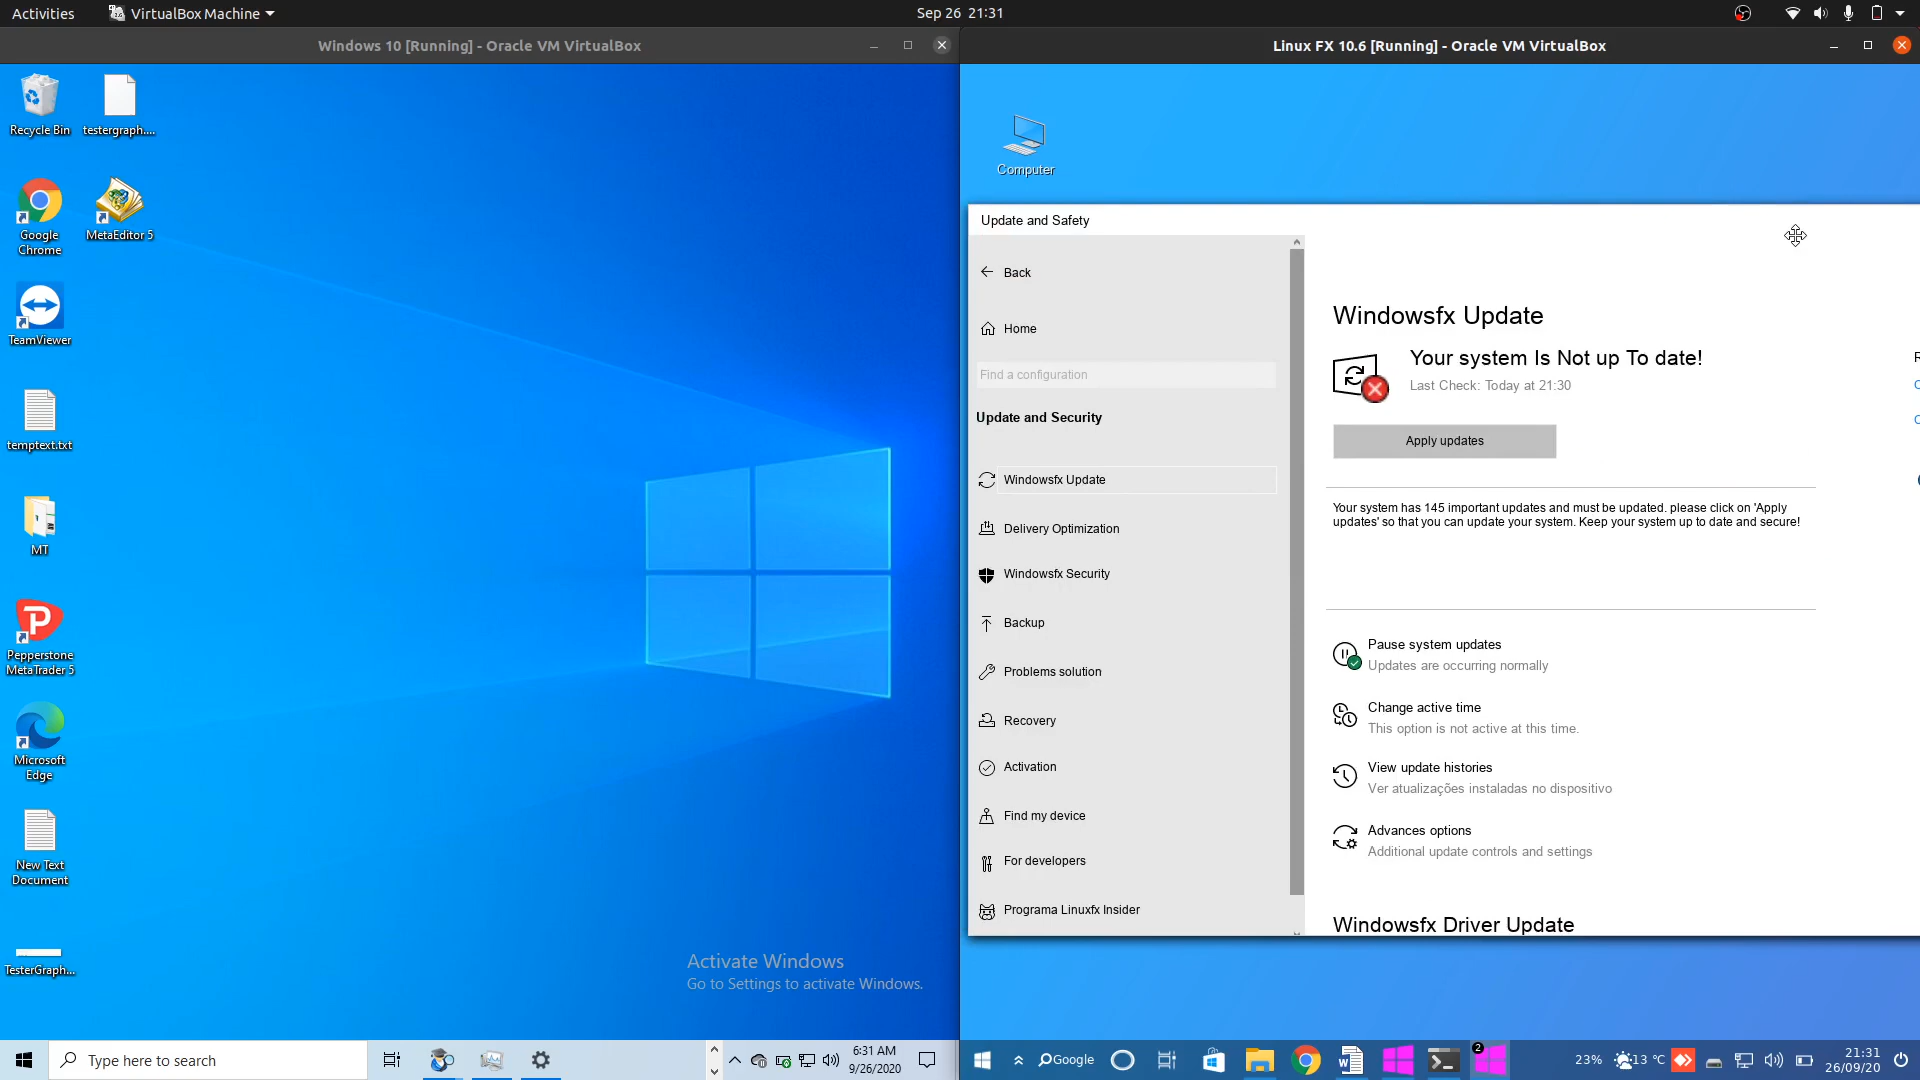 Activities
VirtualBox Machine
Sep 26 21:31
Windows 10 [Running] - Oracle VM VirtualBox
Linux FX 10.6 [Running] - Oracle VM VirtualBox
Recycle Bin
testergraph....
Google
Chrome
MetaEditor 5
TeamViewer
temptext.txt
MT
Pepperstone
MetaTrader 5
Microsoft
Edge
New Text
Document
TesterGraph...
Activate Windows
Go to Settings to activate Windows.
Type here to search
6:31 AM
9/26/2020
Computer
Update and Safety
Back
Home
Find a configuration
Update and Security
Windowsfx Update
Delivery Optimization
Windowsfx Security
Backup
Problems solution
Recovery
Activation
Find my device
For developers
Programa Linuxfx Insider
Windowsfx Update
Your system Is Not up To date!
Last Check: Today at 21:30
Apply updates
Your system has 145 important updates and must be updated. please click on 'Apply
updates' so that you can update your system. Keep your system up to date and secure!
Pause system updates
Updates are occurring normally
Change active time
This option is not active at this time.
View update histories
Ver atualizações instaladas no dispositivo
Advances options
Additional update controls and settings
Windowsfx Driver Update
Google
2
23%
13 °C
21:31
26/09/20